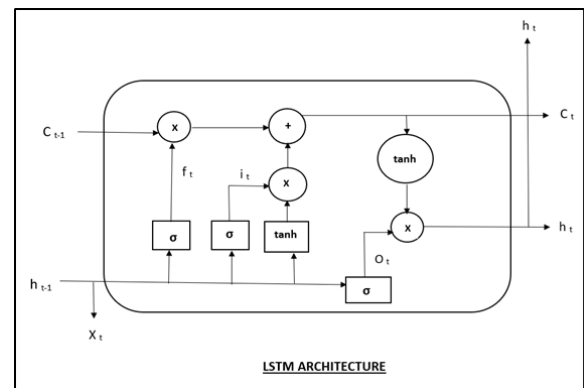 h t
x
+
C t-1
C t
tanh
f t
i t
x
σ
σ
tanh
x
h t
O t
h t-1
σ
X t
LSTM ARCHITECTURE